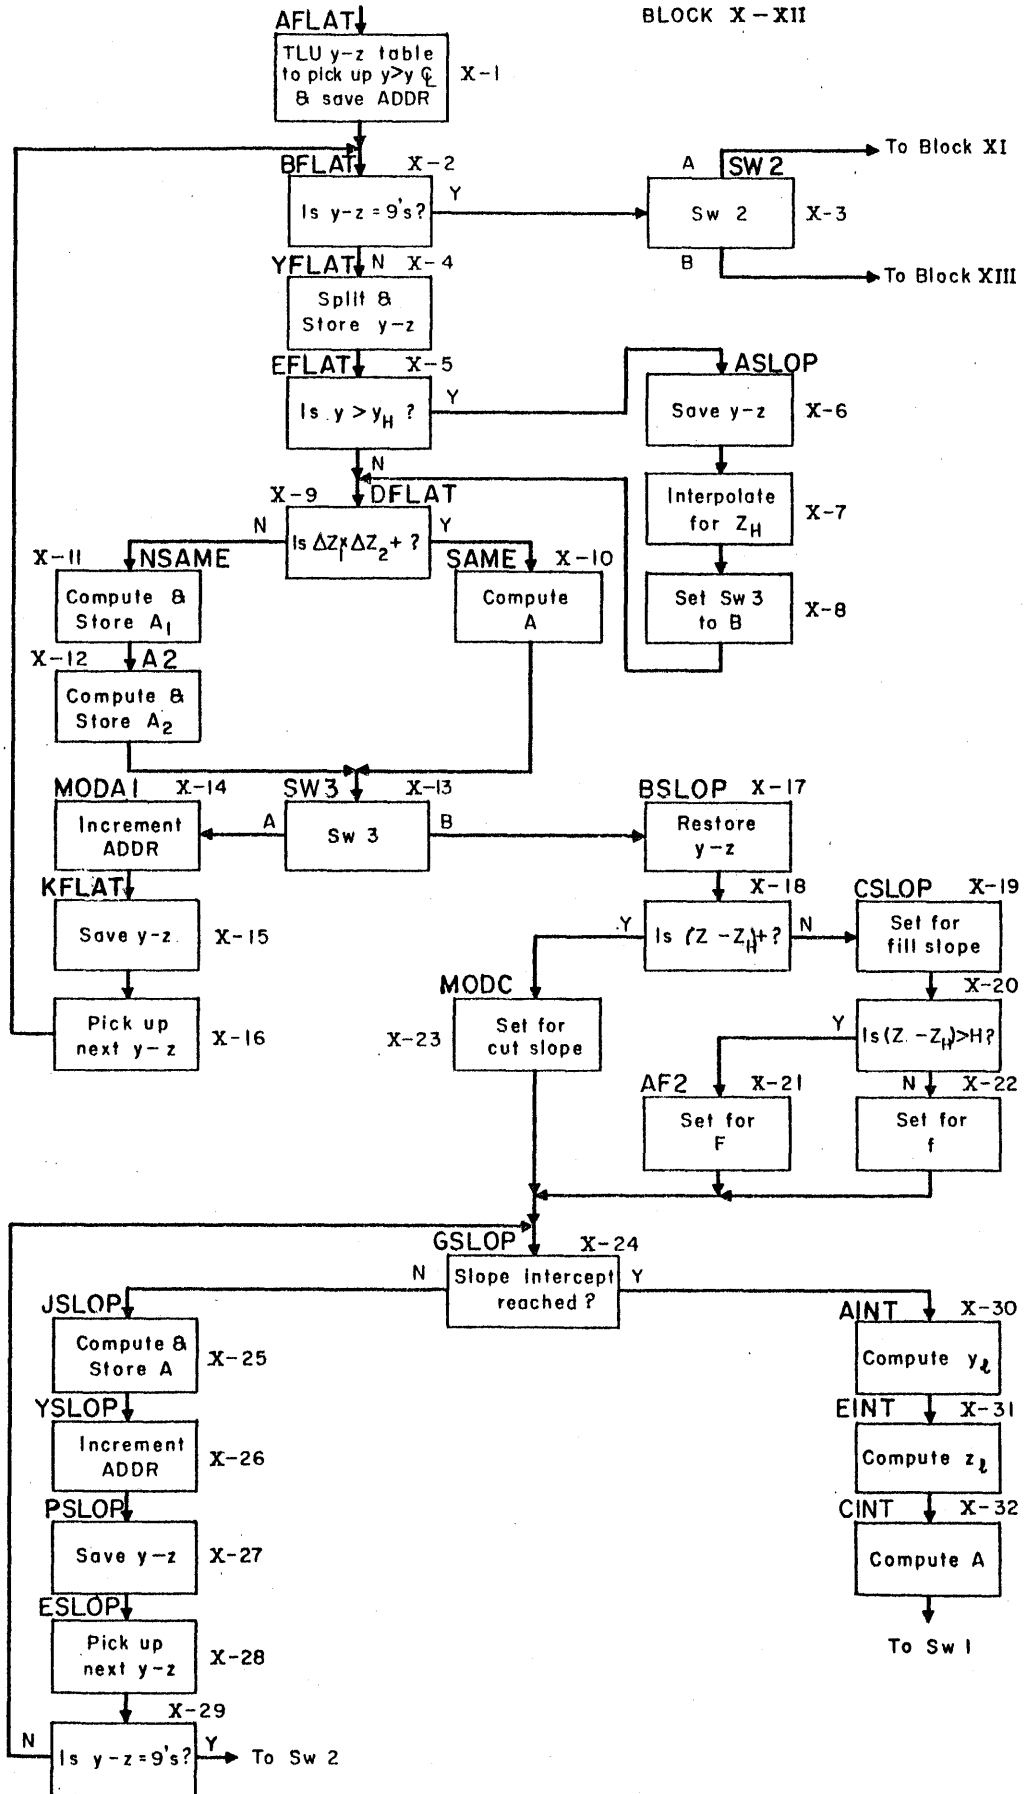 BLOCK X-XII
AFLAT
TLU y-z table
to pick up y>y ℄
& save ADDR
X-1
BFLAT
X-2
Is y-z = 9's?
Y
A
SW2
To Block XI
Sw 2
X-3
B
To Block XIII
YFLAT
N
X-4
Split &
Store y-z
EFLAT
X-5
Is y > yH ?
Y
ASLOP
Save y-z
X-6
N
Interpolate
for ZH
X-7
Set Sw 3
to B
X-8
X-9
DFLAT
N
Is ΔZ1 x ΔZ2 + ?
Y
X-11
NSAME
Compute &
Store A1
SAME
X-10
Compute
A
X-12
A2
Compute &
Store A2
MODA1
X-14
Increment
ADDR
A
SW3
X-13
Sw 3
B
BSLOP
X-17
Restore
y-z
KFLAT
Save y-z
X-15
X-18
Y
Is (Z - ZH)+ ?
N
CSLOP
X-19
Set for
fill slope
Pick up
next y-z
X-16
MODC
X-23
Set for
cut slope
X-20
Y
Is (Z. - ZH) > H?
AF2
X-21
Set for
F
N
X-22
Set for
f
GSLOP
X-24
N
Slope intercept
reached ?
Y
JSLOP
Compute &
Store A
X-25
AINT
X-30
Compute yℓ
YSLOP
Increment
ADDR
X-26
EINT
X-31
Compute zℓ
PSLOP
Save y-z
X-27
CINT
X-32
Compute A
To Sw 1
ESLOP
Pick up
next y-z
X-28
X-29
N
Is y-z = 9's?
Y
To Sw 2